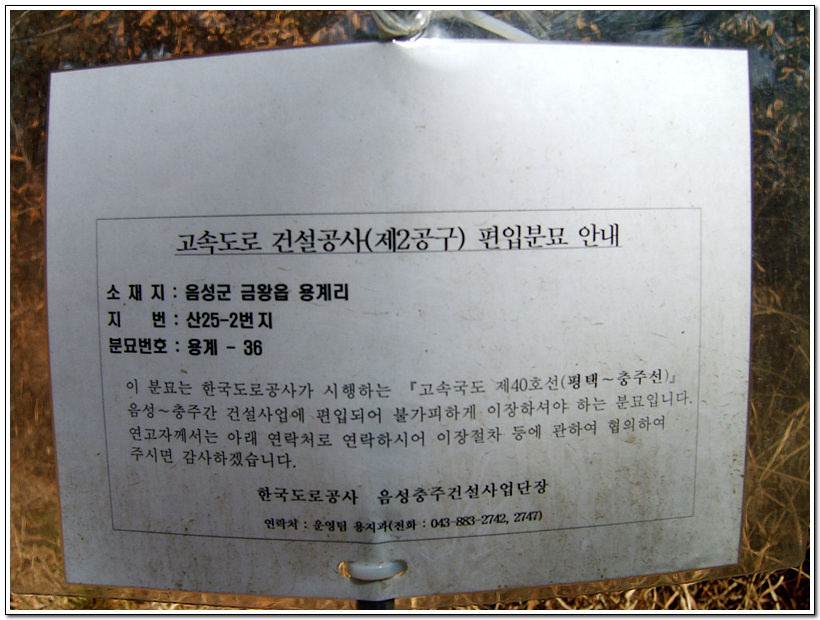 고속도로 건설공사(제2공구) 편입분묘 안내
소 재 지 : 음성군 금왕읍 용계리
지 번 : 산25-2번지
분묘번호 : 용계 - 36
이 분묘는 한국도로공사가 시행하는 『고속국도 제40호선(평택~충주선)』
음성~충주간 건설사업에 편입되어 불가피하게 이장하셔야 하는 분묘입니다.
연고자께서는 아래 연락처로 연락하시어 이장절차 등에 관하여 협의하여
주시면 감사하겠습니다.
한국도로공사 음성충주건설사업단장
연락처 : 운영팀 용지과(전화 : 043-883-2742, 2747)